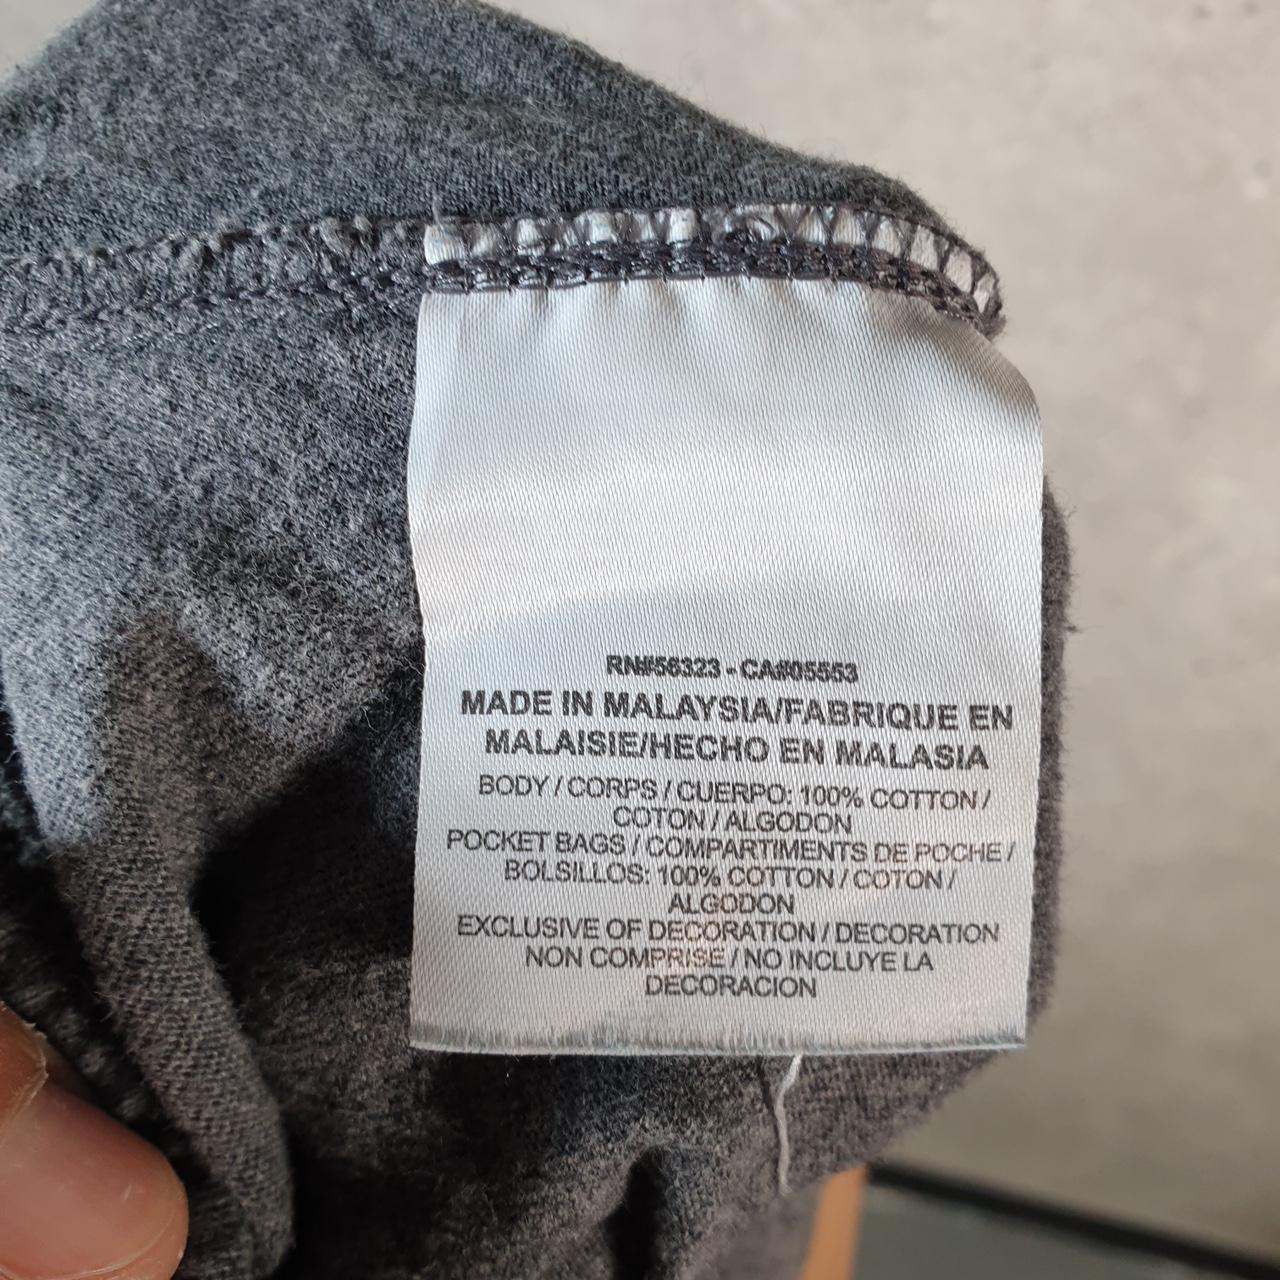 RN#56323 - CA#05553
MADE IN MALAYSIA/FABRIQUE EN
MALAISIE/HECHO EN MALASIA
BODY / CORPS / CUERPO: 100% COTTON /
COTON / ALGODON
POCKET BAGS / COMPARTIMENTS DE POCHE /
BOLSILLOS: 100% COTTON / COTON /
ALGODON
EXCLUSIVE OF DECORATION / DECORATION
NON COMPRISE / NO INCLUYE LA
DECORACION